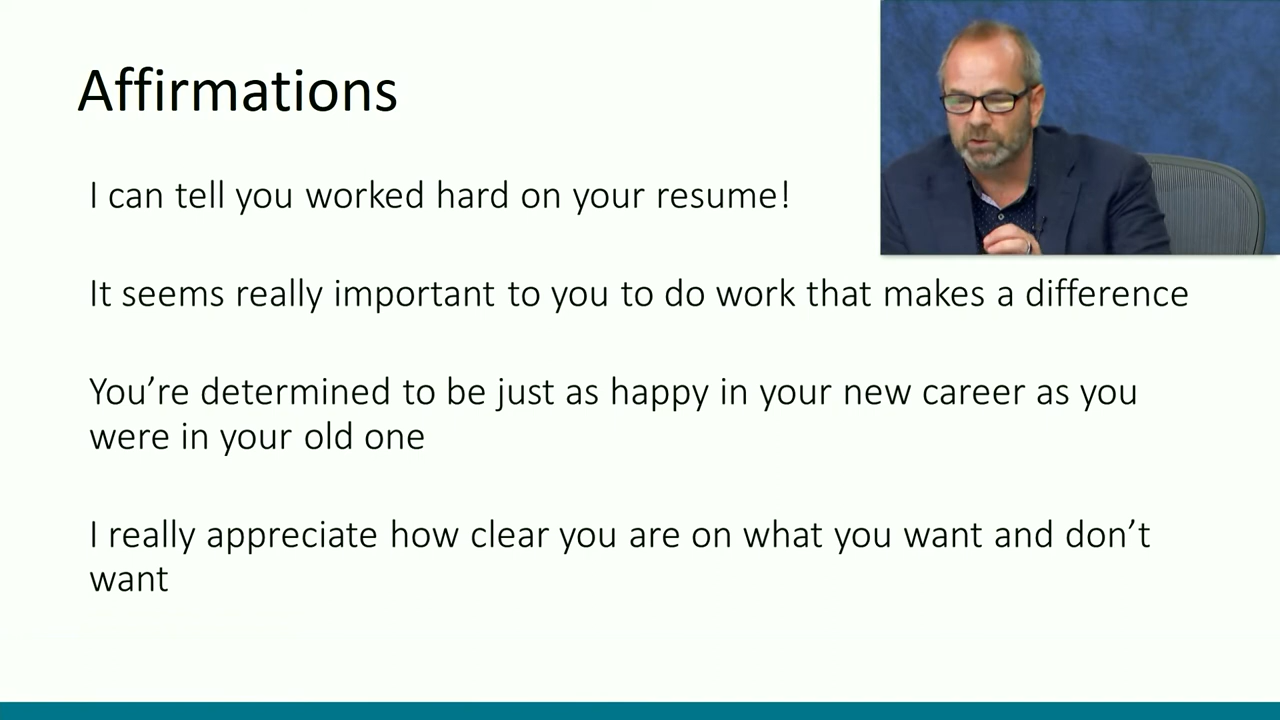 Affirmations
I can tell you worked hard on your resume!
It seems really important to you to do work that makes a difference
You’re determined to be just as happy in your new career as you
were in your old one
I really appreciate how clear you are on what you want and don’t
want